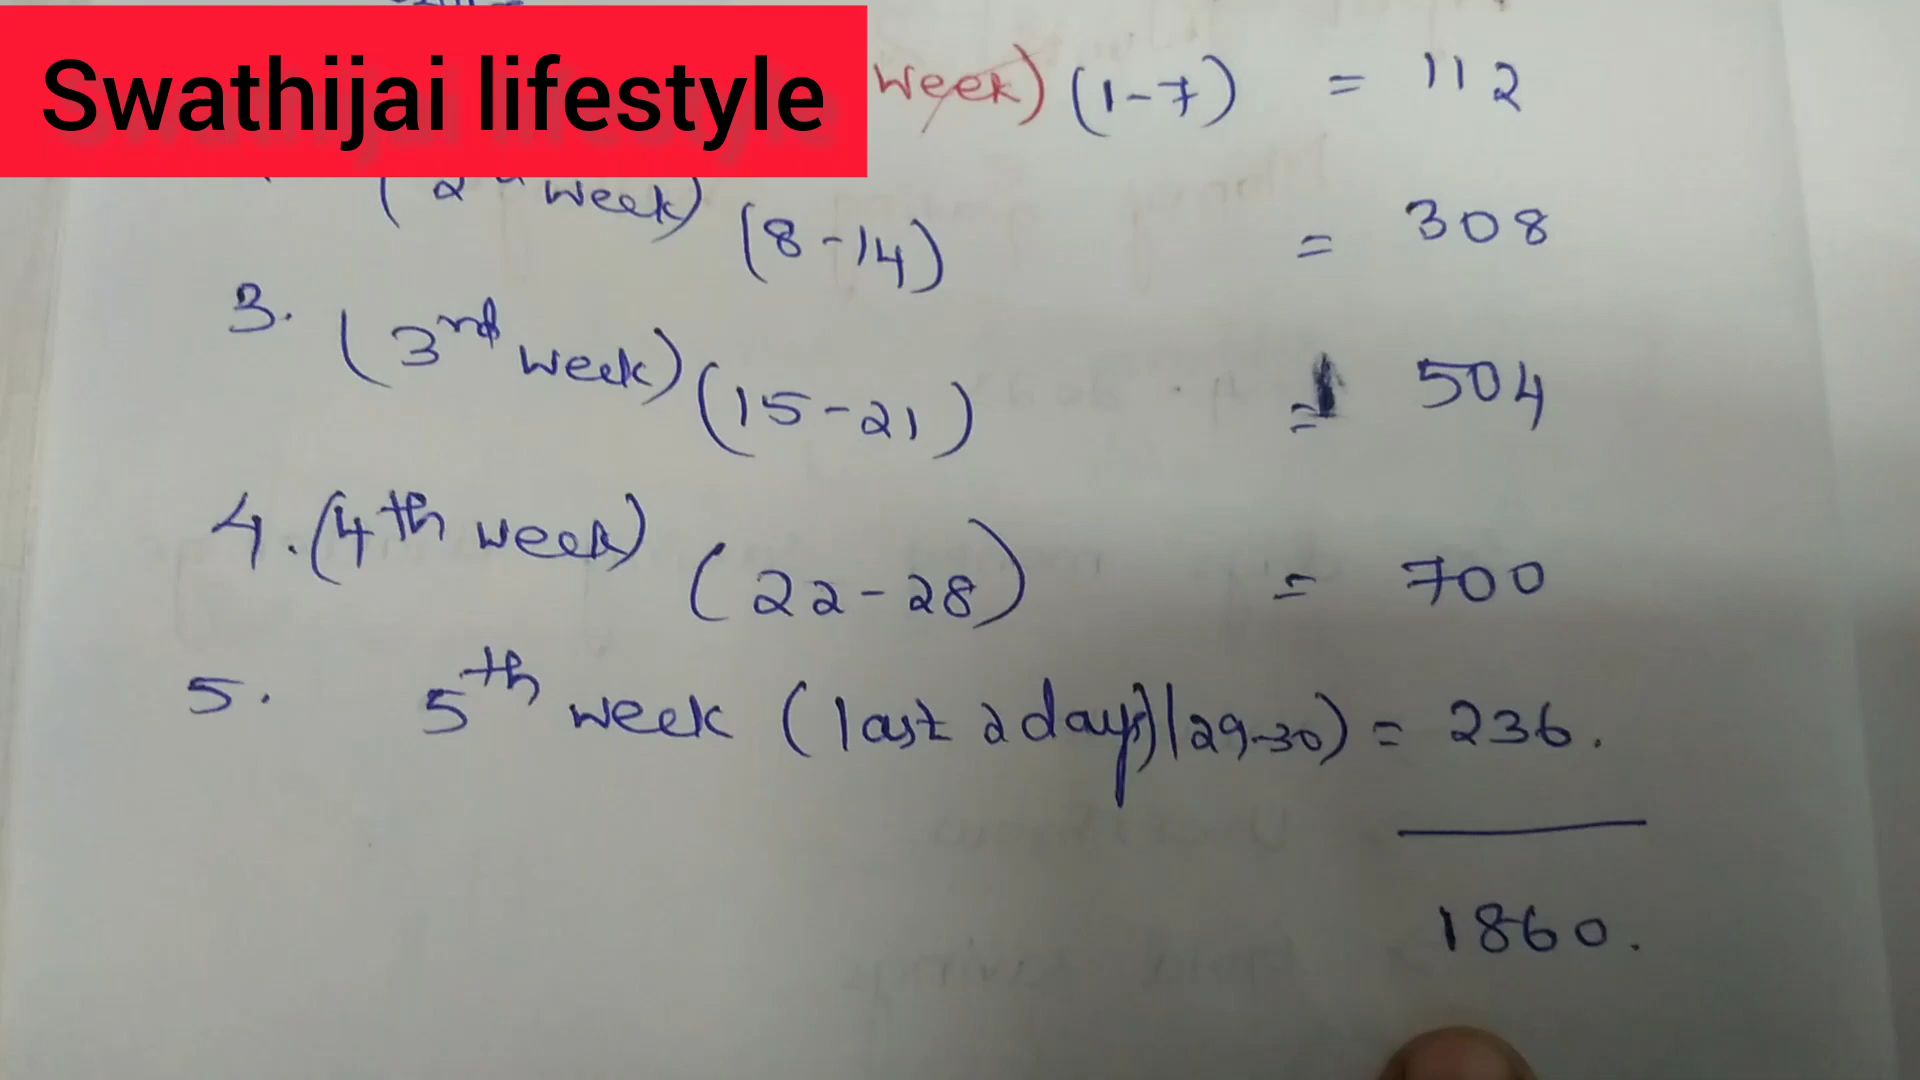 Swathijai lifestyle
week) (1-7) = 112
(2nd week) (8-14) = 308
3. (3rd week) (15-21) = 504
4. (4th week) (22-28) = 700
5. 5th week (last 2 days) (29-30) = 236.
1860.